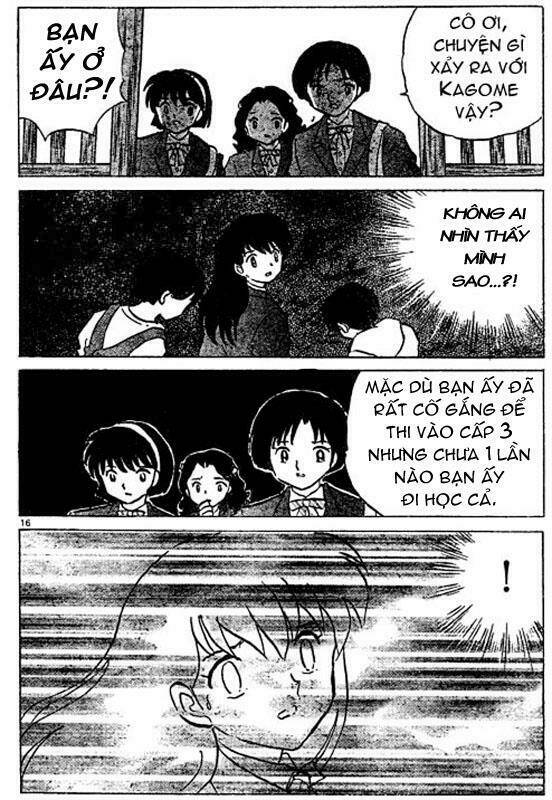 CÔ ƠI,
CHUYỆN GÌ
XẢY RA VỚI
KAGOME
VẬY?
BẠN
ẤY Ở
ĐÂU?!
KHÔNG AI
NHÌN THẤY
MÌNH
SAO...?!
MẶC DÙ BẠN ẤY ĐÃ
RẤT CỐ GẮNG ĐỂ
THI VÀO CẤP 3
NHƯNG CHƯA 1 LẦN
NÀO BẠN ẤY
ĐI HỌC CẢ.
16
!